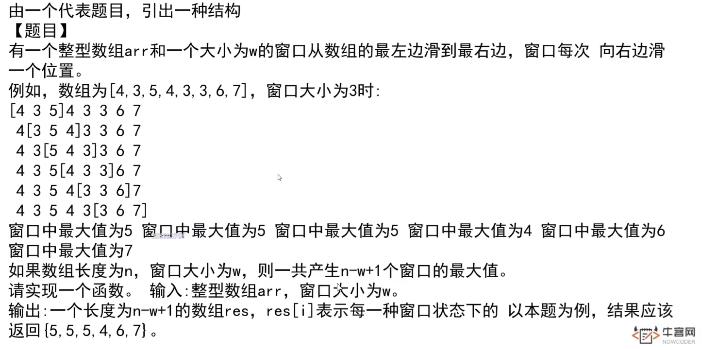 由一个代表题目，引出一种结构
【题目】
有一个整型数组arr和一个大小为w的窗口从数组的最左边滑到最右边，窗口每次 向右边滑
一个位置。
例如，数组为[4,3,5,4,3,3,6,7]，窗口大小为3时:
[4 3 5]4 3 3 6 7
4[3 5 4]3 3 6 7
4 3[5 4 3]3 6 7
4 3 5[4 3 3]6 7
4 3 5 4[3 3 6]7
4 3 5 4 3[3 6 7]
窗口中最大值为5 窗口中最大值为5 窗口中最大值为5 窗口中最大值为4 窗口中最大值为6
窗口中最大值为7
如果数组长度为n，窗口大小为w，则一共产生n-w+1个窗口的最大值。
请实现一个函数。 输入:整型数组arr，窗口大小为w。
输出:一个长度为n-w+1的数组res，res[i]表示每一种窗口状态下的 以本题为例，结果应该
返回{5,5,5,4,6,7}。
牛客网
NOWCODER